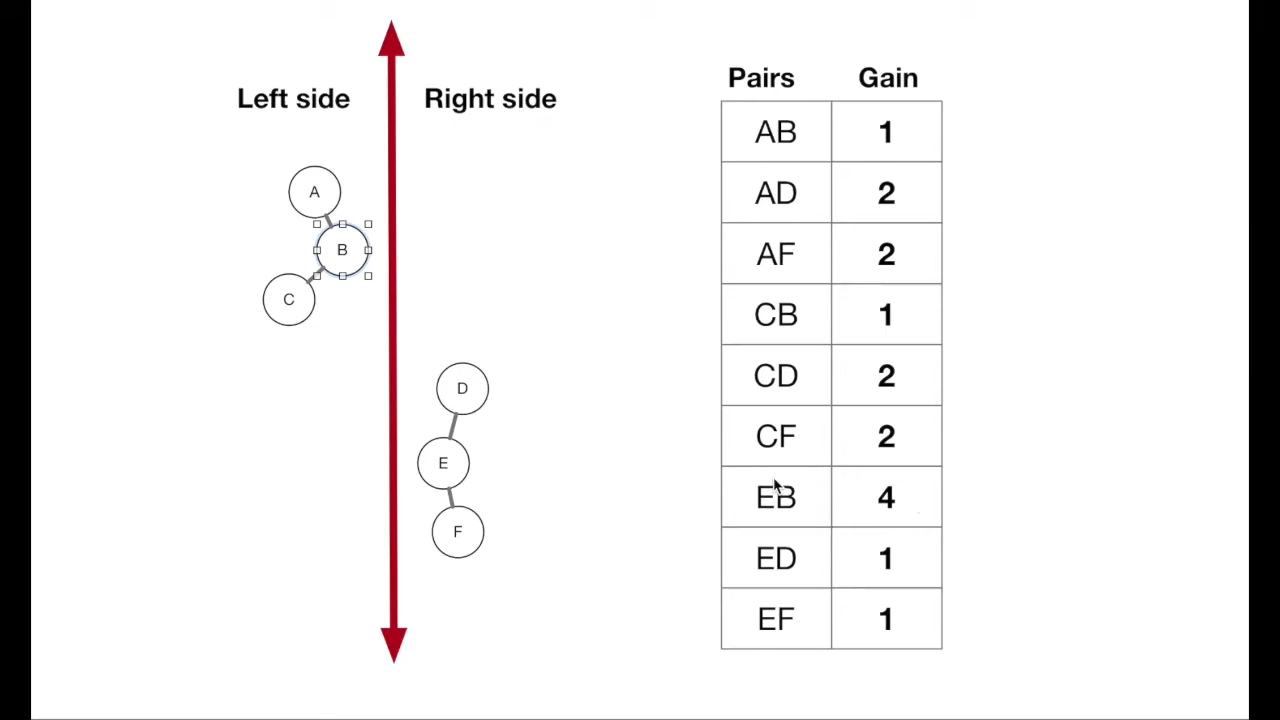 Left side
Right side
A
B
C
D
E
F
Pairs Gain
AB 1
AD 2
AF 2
CB 1
CD 2
CF 2
EB 4
ED 1
EF 1